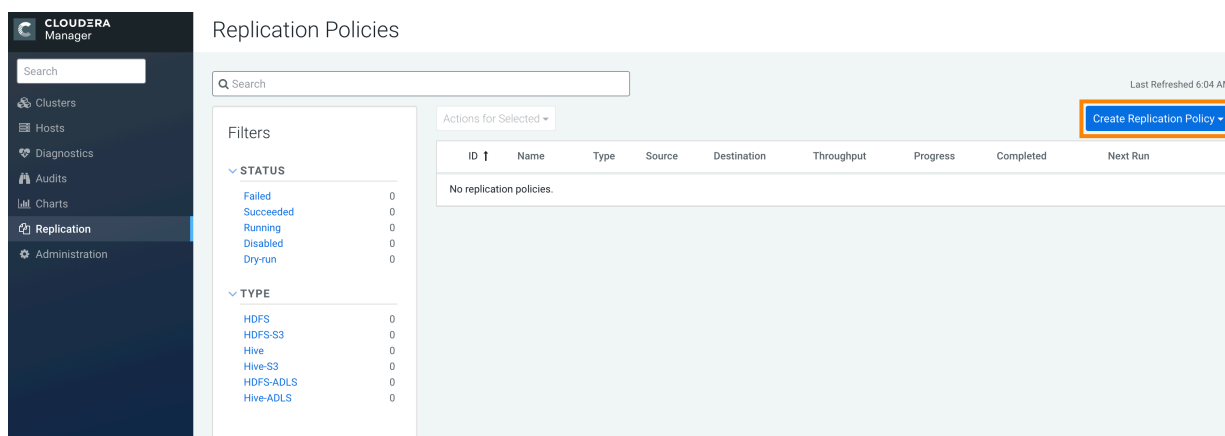 CLOUDERA
Manager
Replication Policies
Search
Clusters
Hosts
Diagnostics
Audits
Charts
Replication
Administration
Search
Last Refreshed 6:04 AM
Filters
STATUS
Failed 0
Succeeded 0
Running 0
Disabled 0
Dry-run 0
TYPE
HDFS 0
HDFS-S3 0
Hive 0
Hive-S3 0
HDFS-ADLS 0
Hive-ADLS 0
Actions for Selected
Create Replication Policy
ID Name Type Source Destination Throughput Progress Completed Next Run
No replication policies.